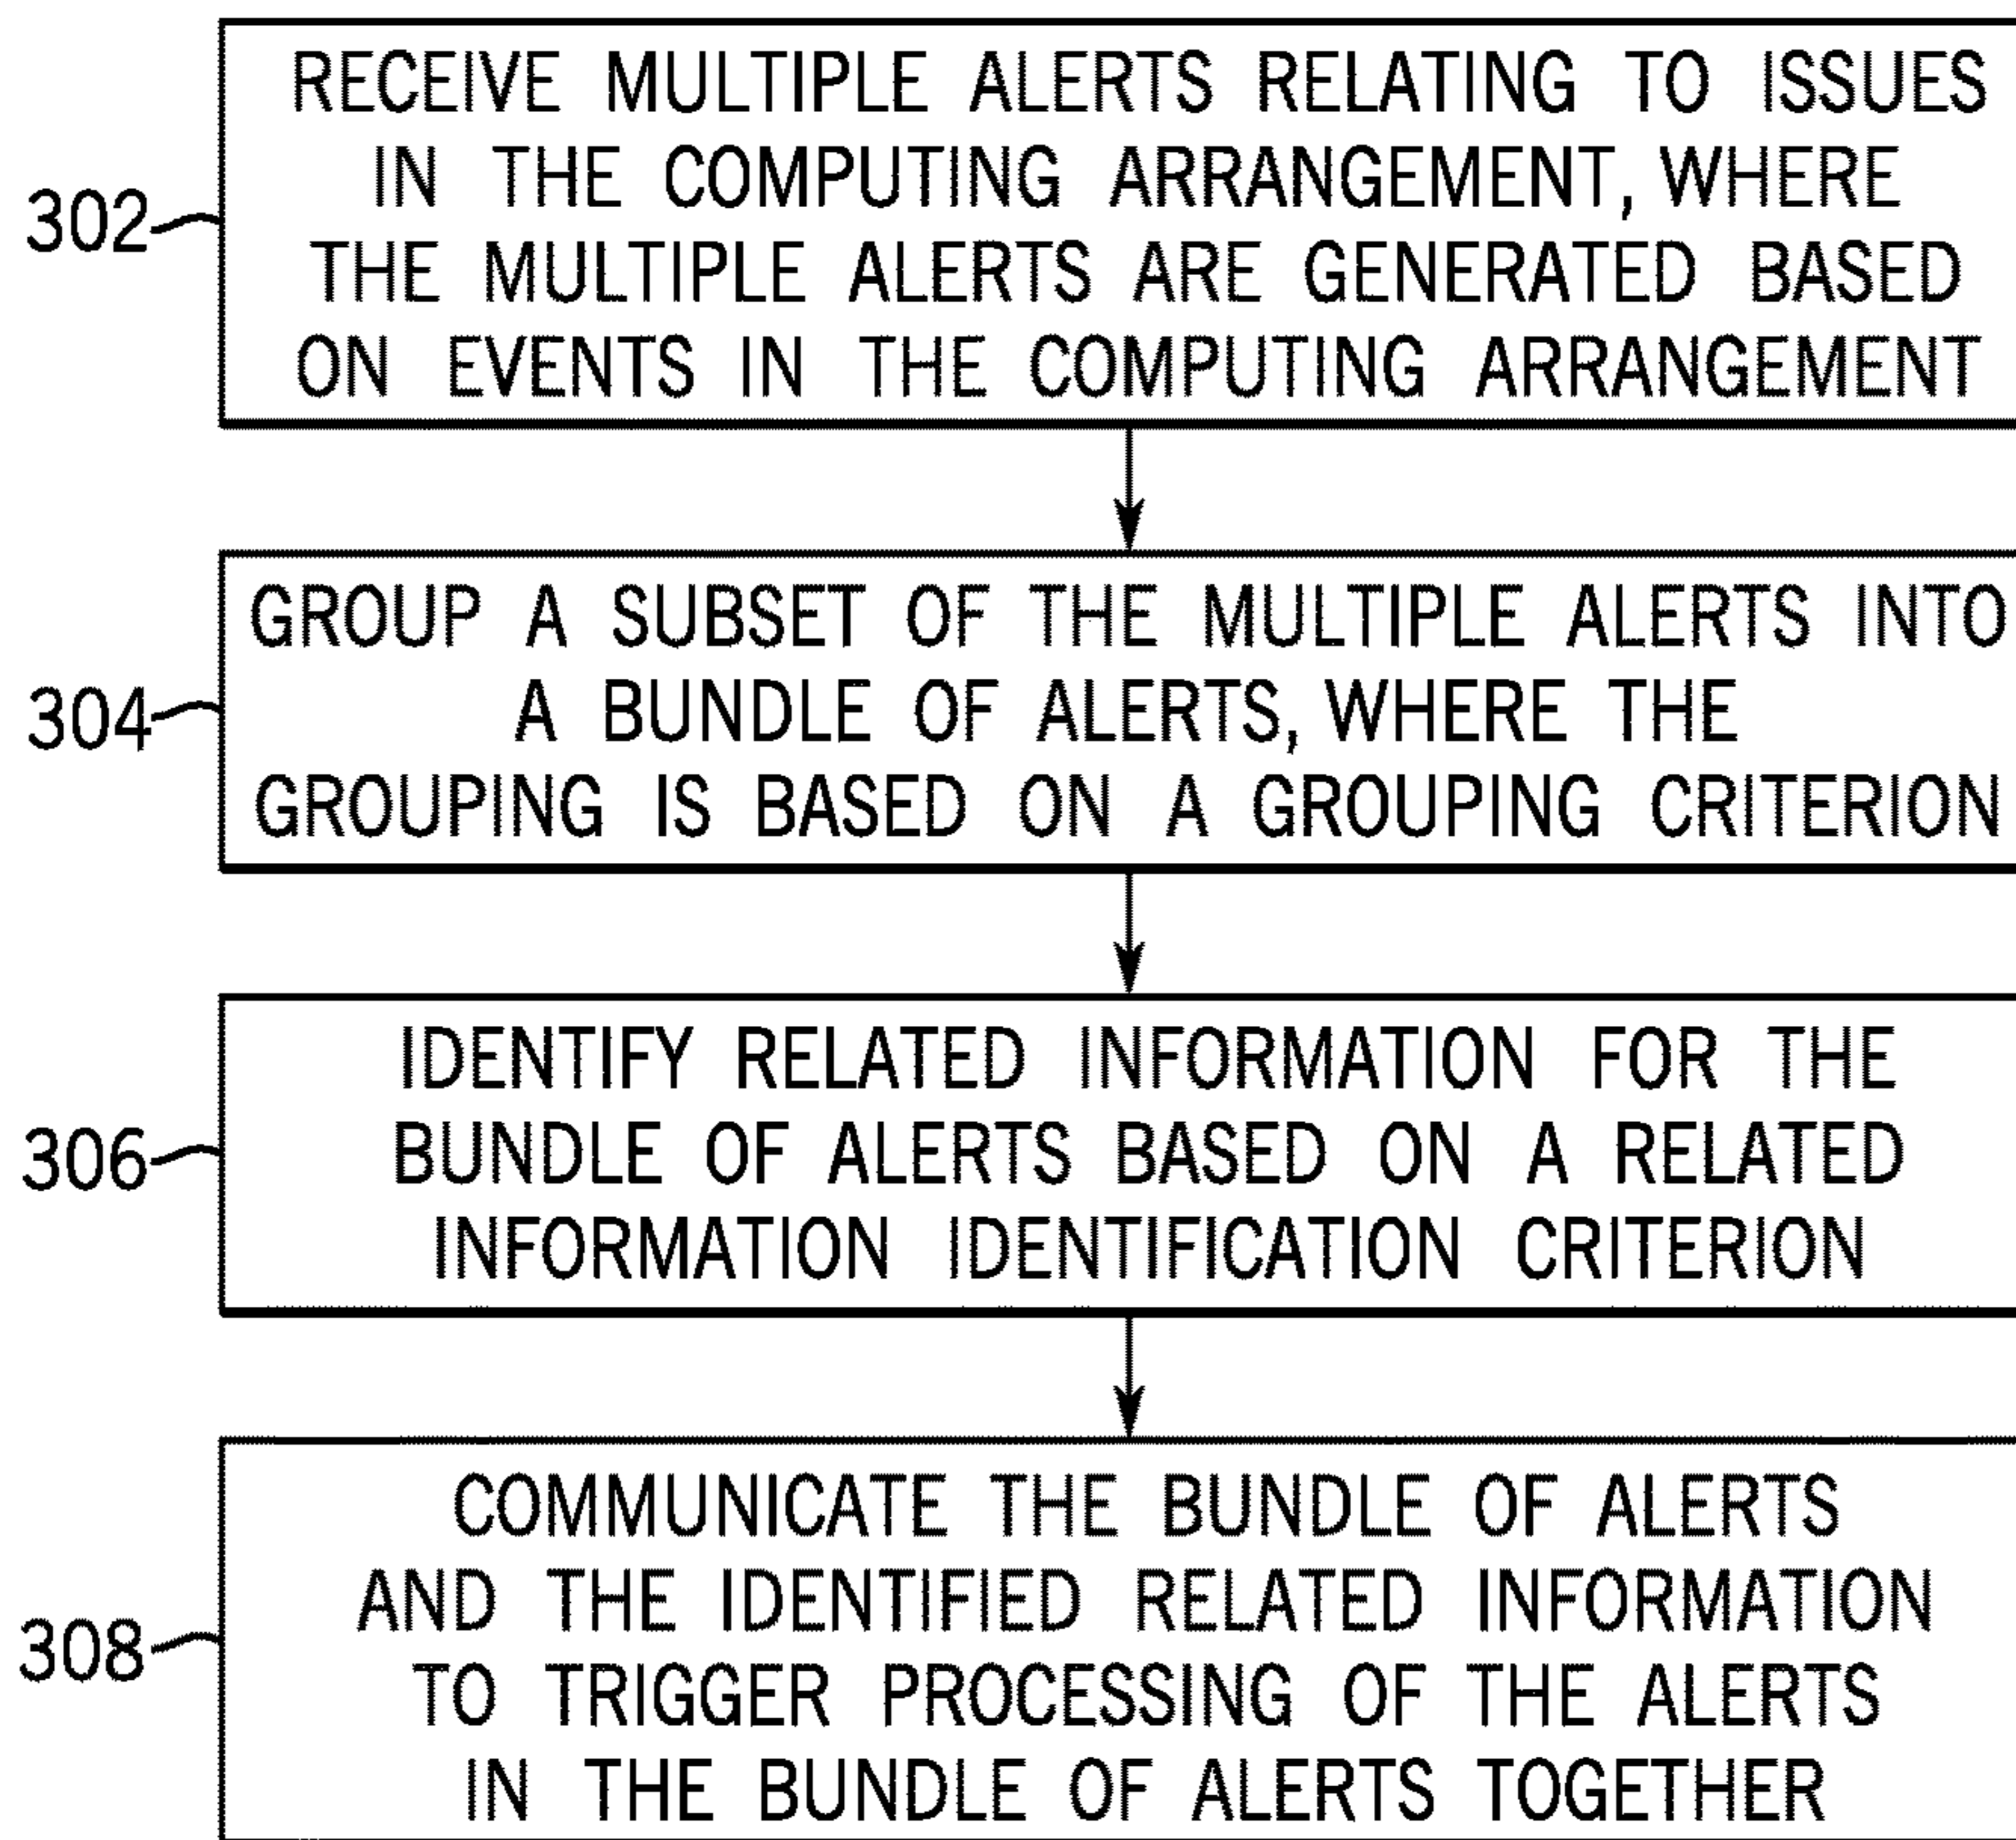 RECEIVE MULTIPLE ALERTS RELATING TO ISSUES
IN THE COMPUTING ARRANGEMENT, WHERE
302
THE MULTIPLE ALERTS ARE GENERATED BASED
ON EVENTS IN THE COMPUTING ARRANGEMENT
GROUP A SUBSET OF THE MULTIPLE ALERTS INTO
304
A BUNDLE OF ALERTS, WHERE THE
GROUPING IS BASED ON A GROUPING CRITERION
IDENTIFY RELATED INFORMATION FOR THE
306
BUNDLE OF ALERTS BASED ON A RELATED
INFORMATION IDENTIFICATION CRITERION
COMMUNICATE THE BUNDLE OF ALERTS
AND THE IDENTIFIED RELATED INFORMATION
308
TO TRIGGER PROCESSING OF THE ALERTS
IN THE BUNDLE OF ALERTS TOGETHER